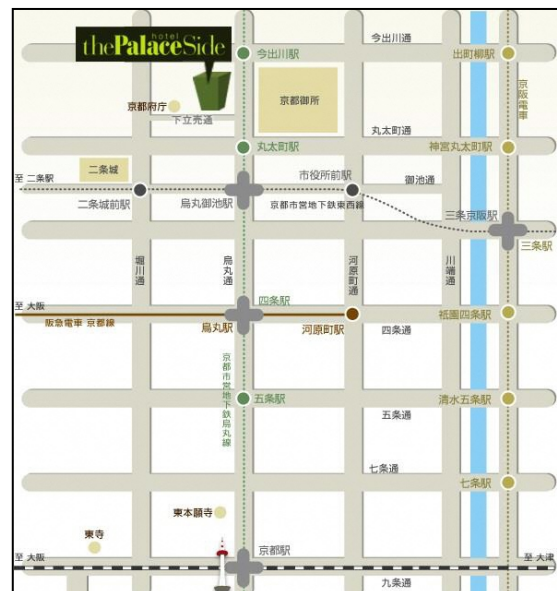 hotel
thePalaceSide
今出川通
今出川駅
出町柳駅
京阪電車
京都府庁
京都御所
下立売通
丸太町通
丸太町駅
神宮丸太町駅
二条城
至 二条駅
市役所前駅
御池通
二条城前駅
烏丸御池駅
京都市営地下鉄東西線
三条京阪駅
三条駅
堀川通
烏丸通
河原町通
川端通
至 大阪
四条駅
祇園四条駅
阪急電車 京都線
烏丸駅
河原町駅
四条通
京都市営地下鉄烏丸線
五条駅
清水五条駅
五条通
七条通
七条駅
東本願寺
東寺
至 大阪
京都駅
至 大津
九条通